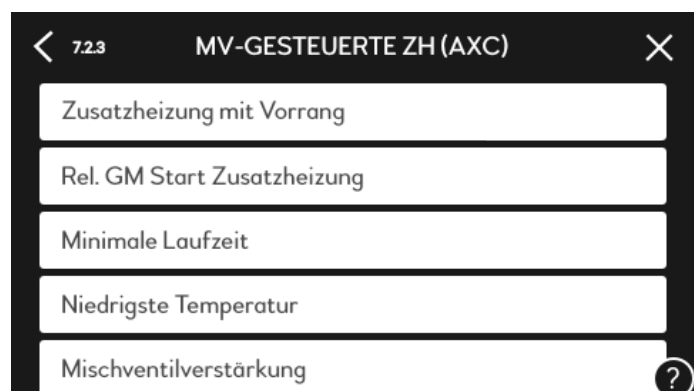 7.2.3 MV-GESTEUERTE ZH (AXC)
Zusatzheizung mit Vorrang
Rel. GM Start Zusatzheizung
Minimale Laufzeit
Niedrigste Temperatur
Mischventilverstärkung
?